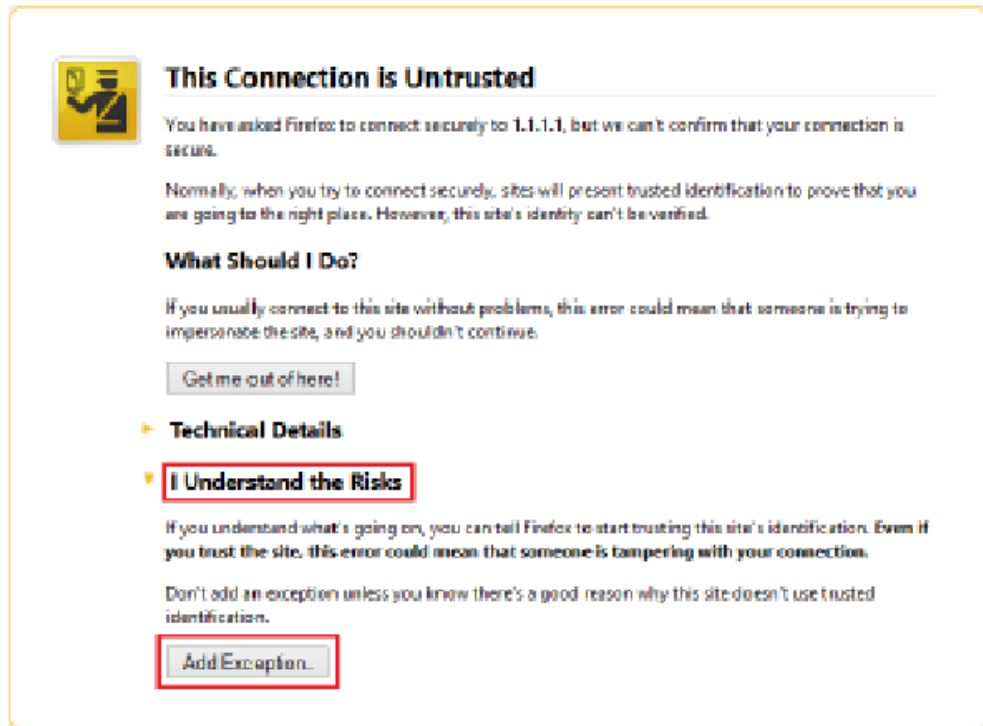 This Connection is Untrusted
You have asked Firefox to connect securely to 1.1.1.1, but we can't confirm that your connection is
secure.
Normally, when you try to connect securely, sites will present trusted identification to prove that you
are going to the right place. However, this site's identity can't be verified.
What Should I Do?
If you usually connect to this site without problems, this error could mean that someone is trying to
impersonate the site, and you shouldn't continue.
Get me out of here!
Technical Details
I Understand the Risks
If you understand what's going on, you can tell Firefox to start trusting this site's identification. Even if
you trust the site, this error could mean that someone is tampering with your connection.
Don't add an exception unless you know there's a good reason why this site doesn't use trusted
identification.
Add Exception...